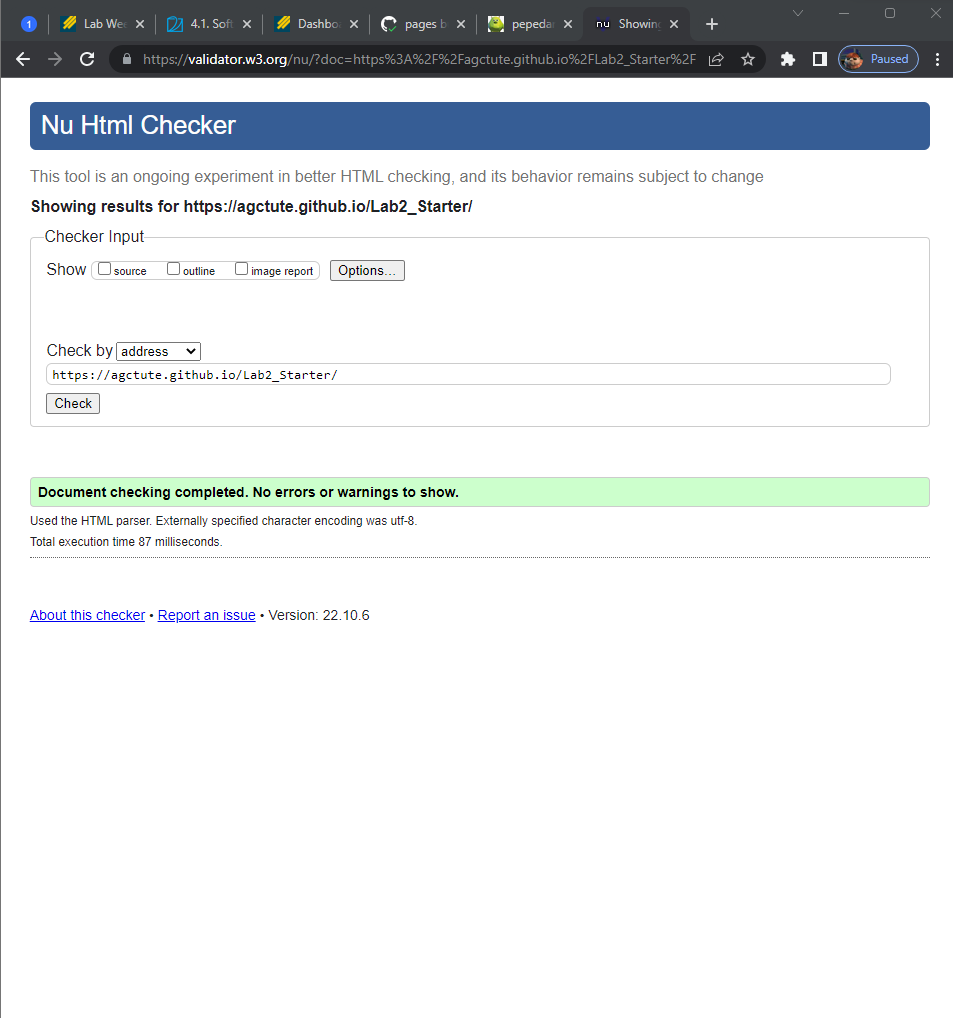 1 Lab Wee 4.1. Soft Dashboa pages b pepedan nu Showing
https://validator.w3.org/nu/?doc=https%3A%2F%2Fagctute.github.io%2FLab2_Starter%2F Paused
Nu Html Checker
This tool is an ongoing experiment in better HTML checking, and its behavior remains subject to change
Showing results for https://agctute.github.io/Lab2_Starter/
Checker Input
Show source outline image report Options...
Check by address
https://agctute.github.io/Lab2_Starter/
Check
Document checking completed. No errors or warnings to show.
Used the HTML parser. Externally specified character encoding was utf-8.
Total execution time 87 milliseconds.
About this checker • Report an issue • Version: 22.10.6